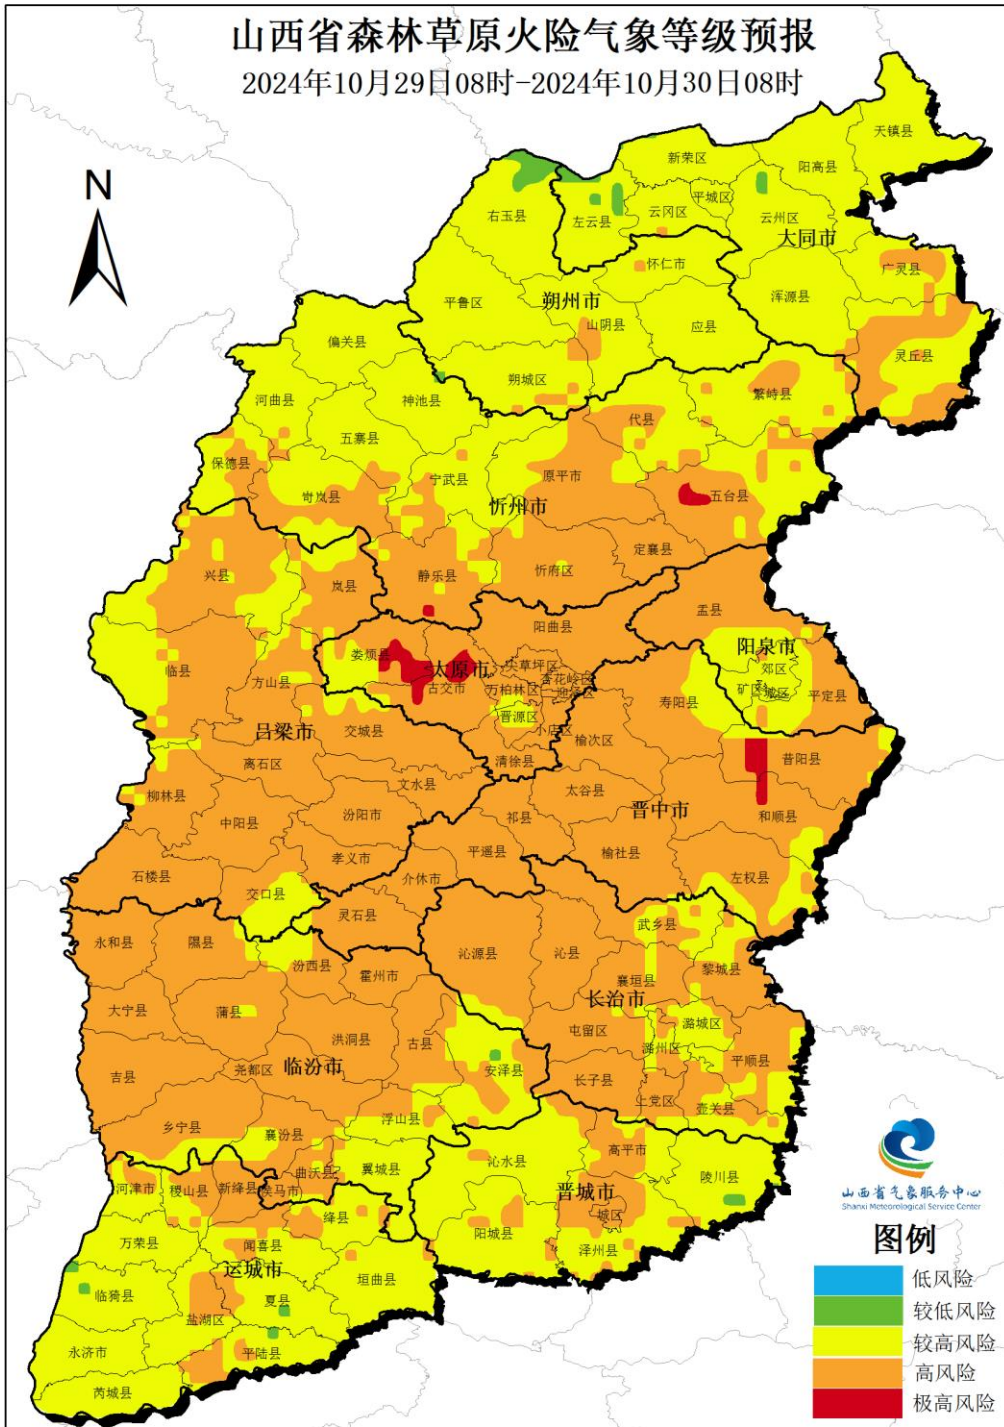 山西省森林草原火险气象等级预报
2024年10月29日08时-2024年10月30日08时
N
天镇县
新荣区
阳高县
平城区
右玉县
左云县
云冈区
云州区
大同市
怀仁市
广灵县
平鲁区
朔州市
浑源县
山阴县
应县
偏关县
灵丘县
朔城区
河曲县
神池县
繁峙县
代县
五寨县
保德县
宁武县
原平市
岢岚县
五台县
忻州市
定襄县
兴县
岚县
静乐县
忻府区
盂县
阳曲县
阳泉市
娄烦县
太原市
尖草坪区
郊区
临县
杏花岭区
方山县
古交市
万柏林区
迎泽区
矿区
城区
平定县
寿阳县
晋源区
吕梁市
交城县
小店区
榆次区
离石区
清徐县
昔阳县
文水县
太谷县
柳林县
中阳县
汾阳市
祁县
晋中市
和顺县
孝义市
平遥县
榆社县
石楼县
介休市
左权县
交口县
灵石县
武乡县
永和县
隰县
沁源县
沁县
汾西县
霍州市
襄垣县
黎城县
长治市
大宁县
蒲县
潞城区
洪洞县
古县
屯留区
潞州区
平顺县
吉县
尧都区
临汾市
安泽县
长子县
上党区
壶关县
乡宁县
襄汾县
浮山县
高平市
沁水县
翼城县
曲沃县
陵川县
河津市
稷山县
新绛县
侯马市
晋城市
绛县
城区
万荣县
闻喜县
阳城县
泽州县
运城市
垣曲县
临猗县
夏县
盐湖区
永济市
平陆县
芮城县
山西省气象服务中心
Shanxi Meteorological Service Center
图例
低风险
较低风险
较高风险
高风险
极高风险